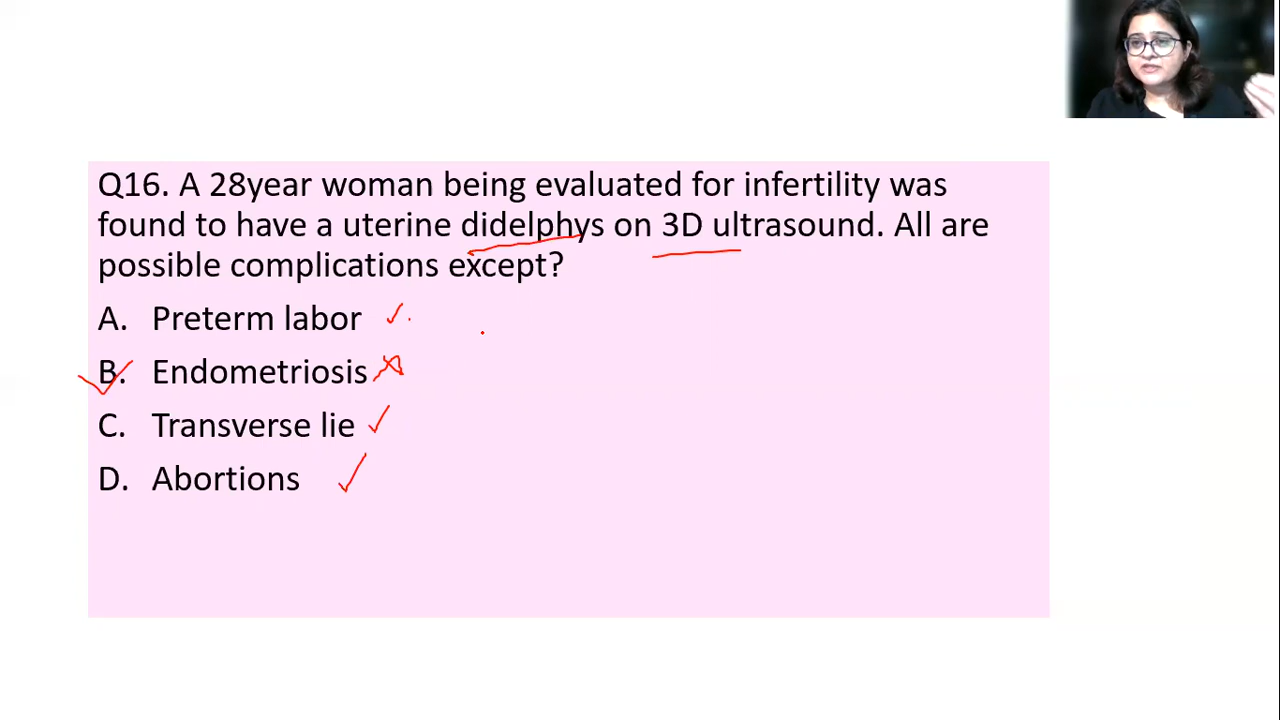 Q16. A 28year woman being evaluated for infertility was
found to have a uterine didelphys on 3D ultrasound. All are
possible complications except?
A. Preterm labor
B. Endometriosis
C. Transverse lie
D. Abortions